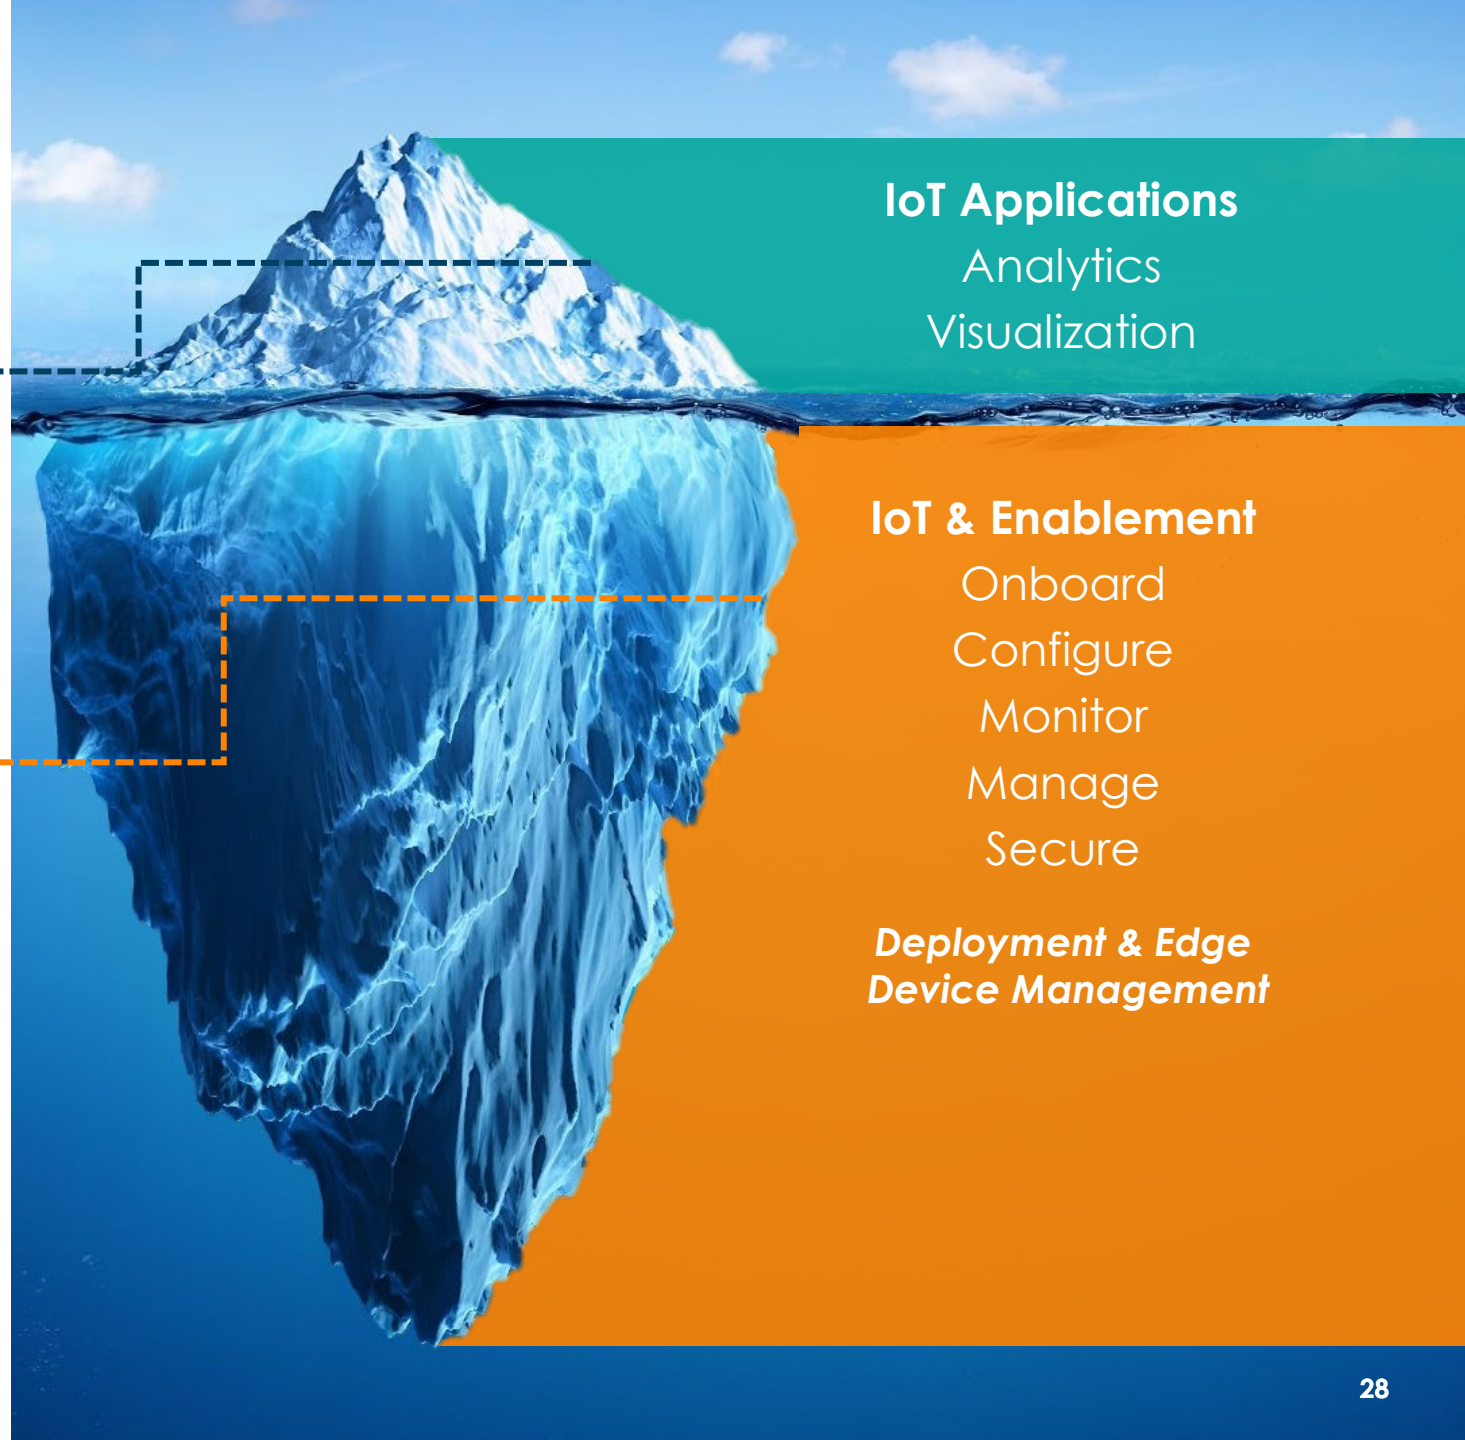 IoT Applications
Analytics
Visualization
IoT & Enablement
Onboard
Configure
Monitor
Manage
Secure
Deployment & Edge
Device Management
28